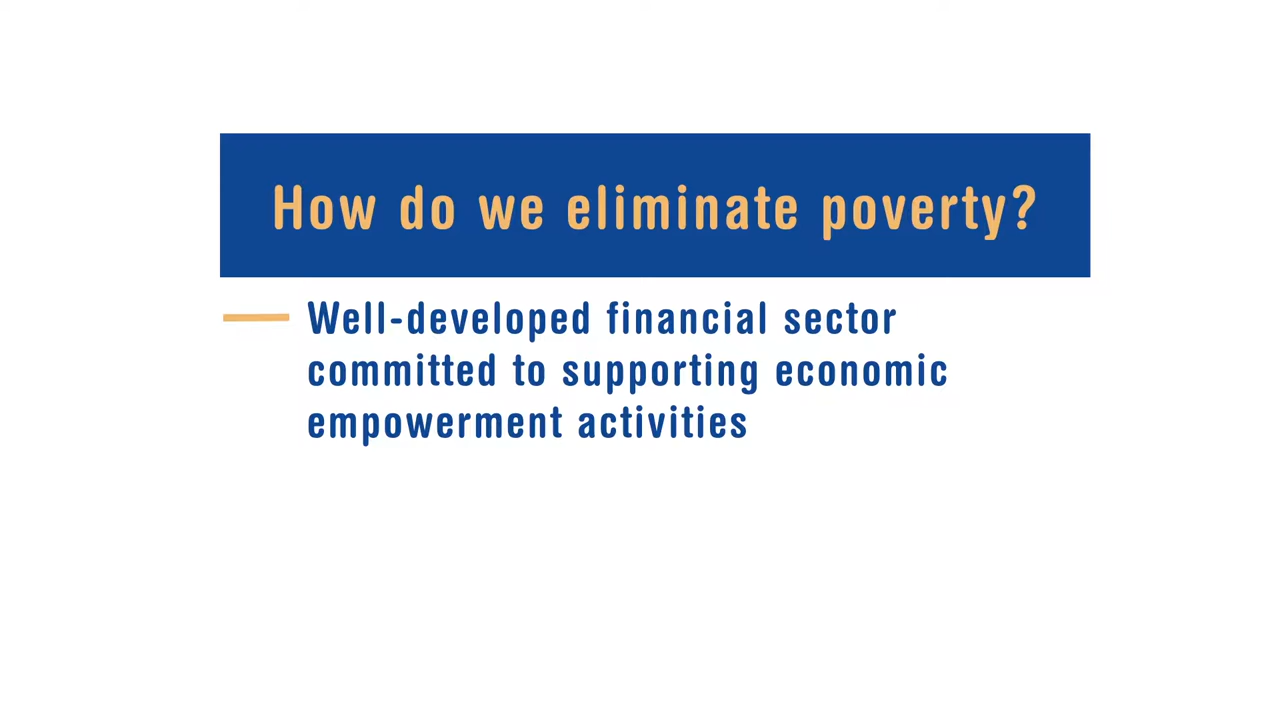 How do we eliminate poverty?
Well-developed financial sector
committed to supporting economic
empowerment activities